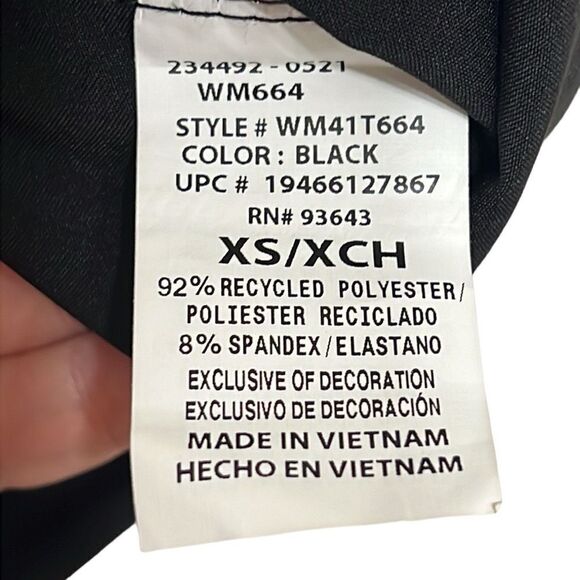 234492 - 0521
WM664
STYLE # WM41T664
COLOR : BLACK
UPC # 19466127867
RN# 93643
XS/XCH
92% RECYCLED POLYESTER/
POLIESTER RECICLADO
8% SPANDEX/ELASTANO
EXCLUSIVE OF DECORATION
EXCLUSIVO DE DECORACIÓN
MADE IN VIETNAM
HECHO EN VIETNAM